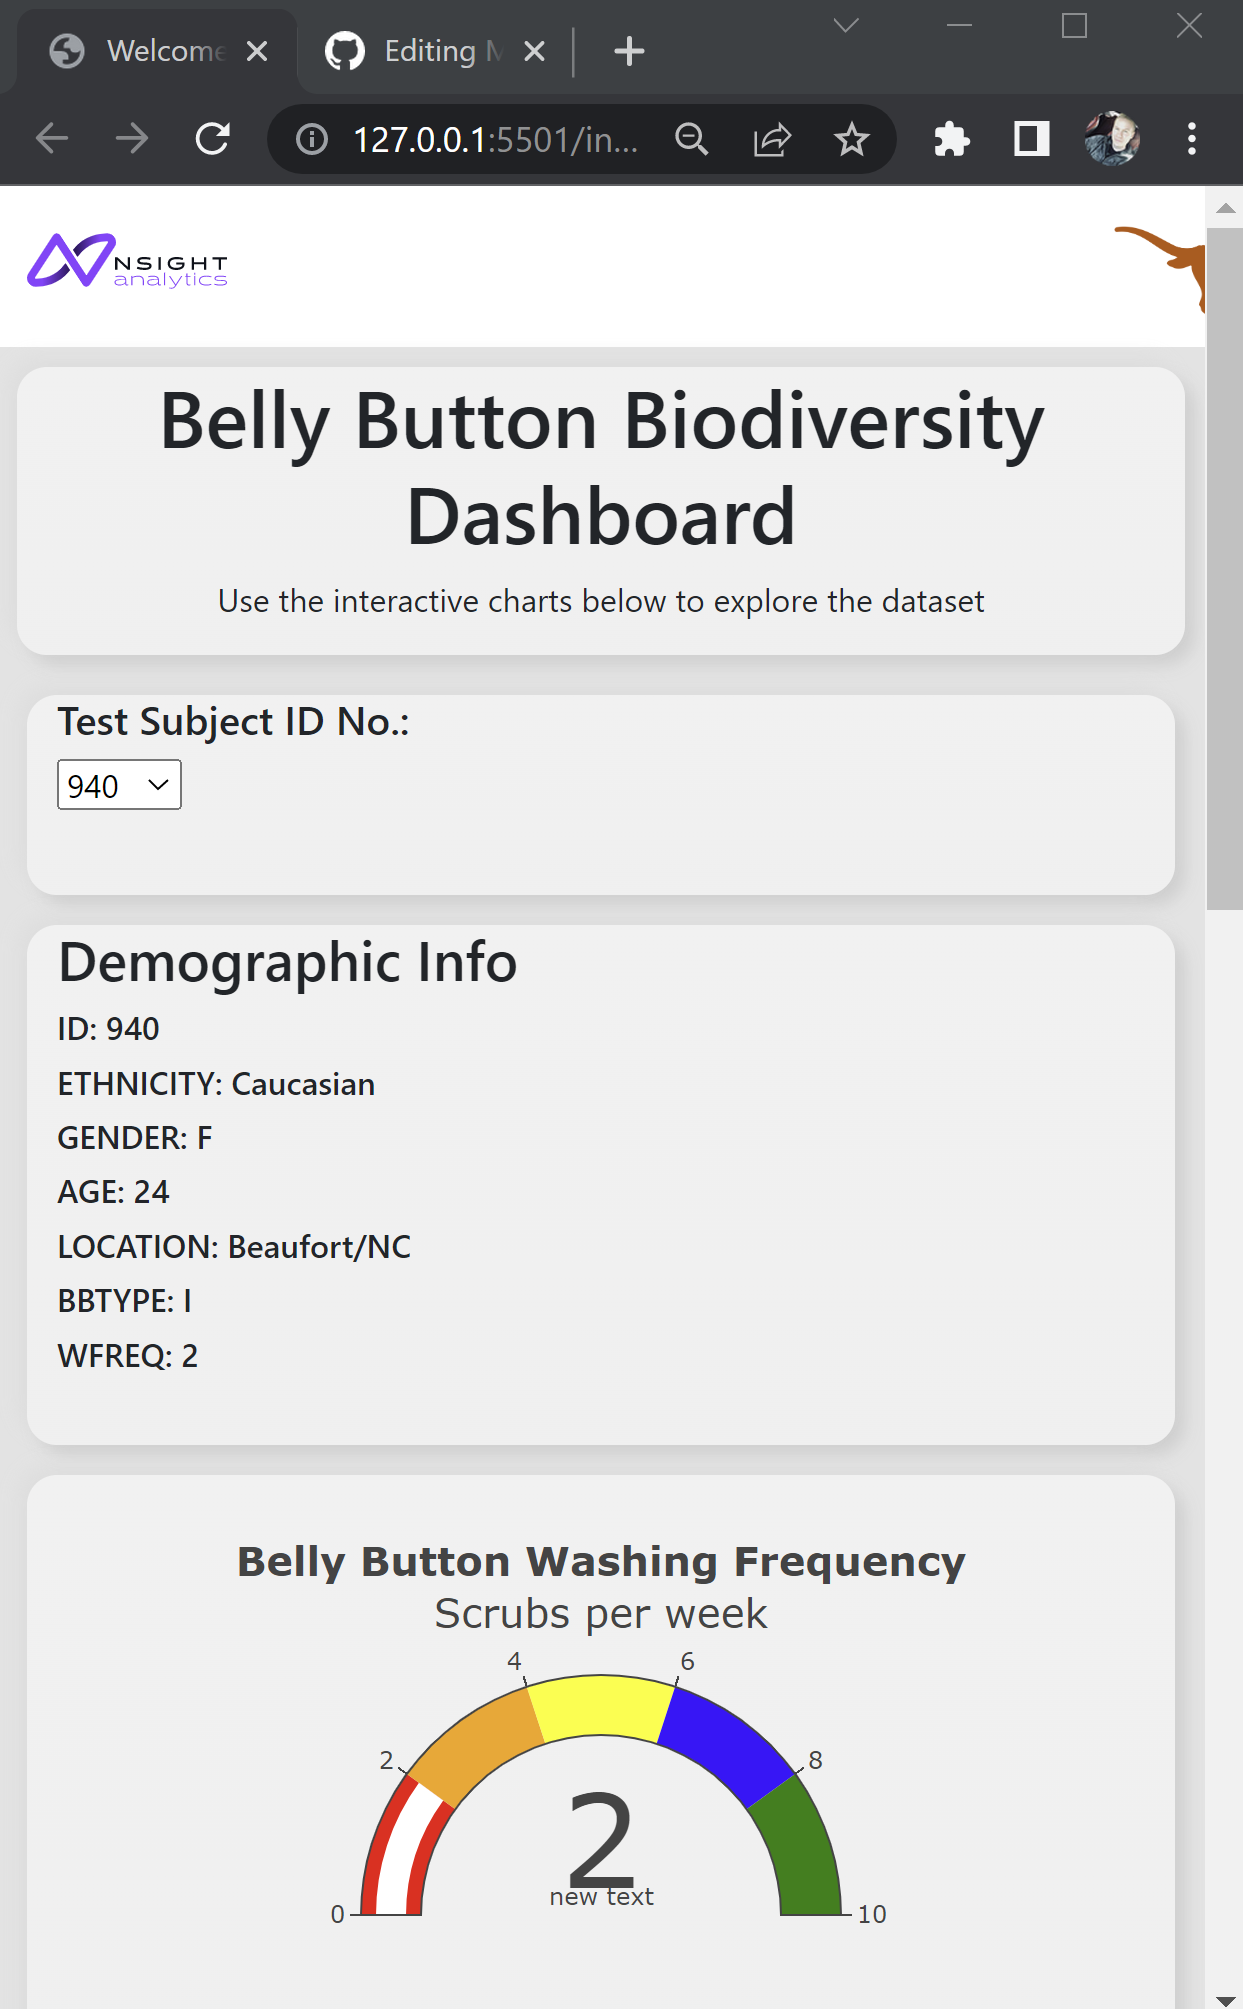 Welcome
Editing M
127.0.0.1:5501/in...
NSIGHT
analytics
Belly Button Biodiversity
Dashboard
Use the interactive charts below to explore the dataset
Test Subject ID No.:
940
Demographic Info
ID: 940
ETHNICITY: Caucasian
GENDER: F
AGE: 24
LOCATION: Beaufort/NC
BBTYPE: I
WFREQ: 2
Belly Button Washing Frequency
Scrubs per week
4
6
2
8
2
new text
0
10